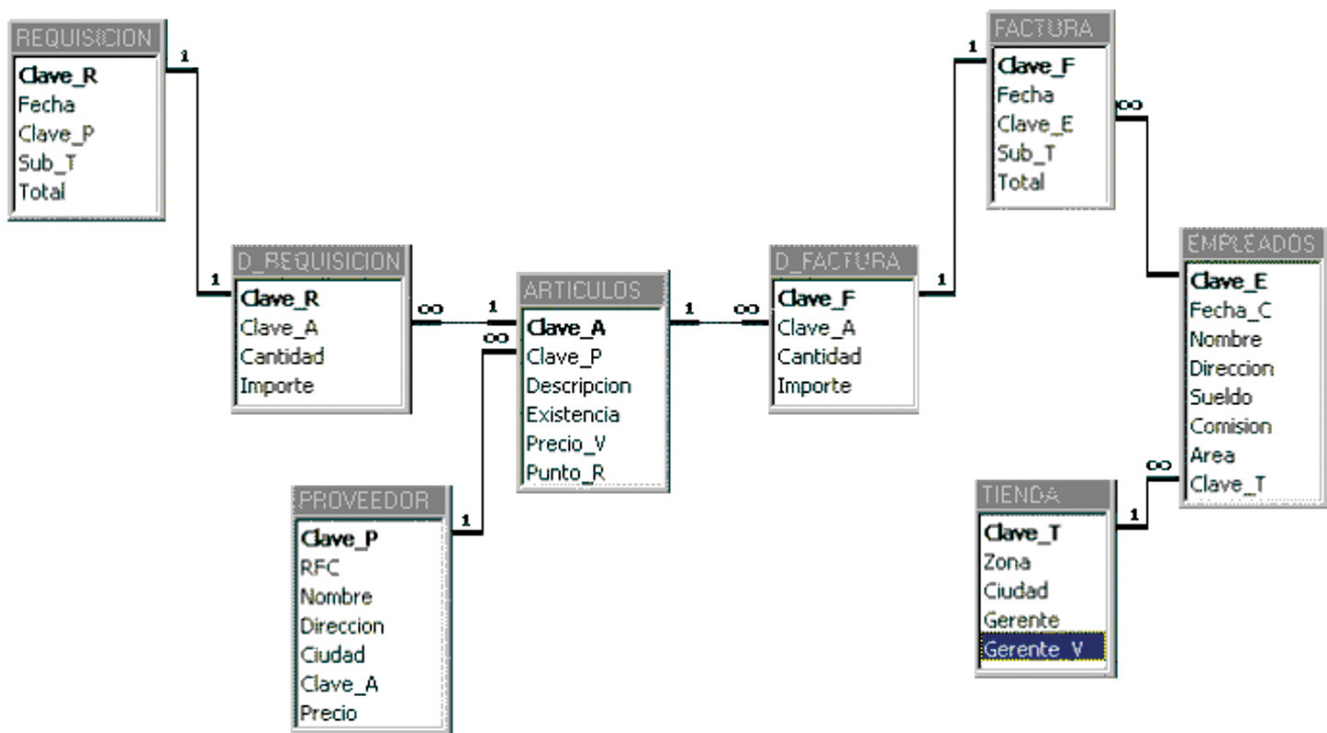 REQUISICION
Clave_R
Fecha
Clave_P
Sub_T
Total
1
1
D_REQUISICION
Clave_R
Clave_A
Cantidad
Importe
∞
1
∞
ARTICULOS
Clave_A
Clave_P
Descripcion
Existencia
Precio_V
Punto_R
PROVEEDOR
Clave_P
RFC
Nombre
Direccion
Ciudad
Clave_A
Precio
1
1
∞
D_FACTURA
Clave_F
Clave_A
Cantidad
Importe
1
1
FACTURA
Clave_F
Fecha
Clave_E
Sub_T
Total
∞
EMPLEADOS
Clave_E
Fecha_C
Nombre
Direccion
Sueldo
Comision
Area
Clave_T
∞
1
TIENDA
Clave_T
Zona
Ciudad
Gerente
Gerente_V